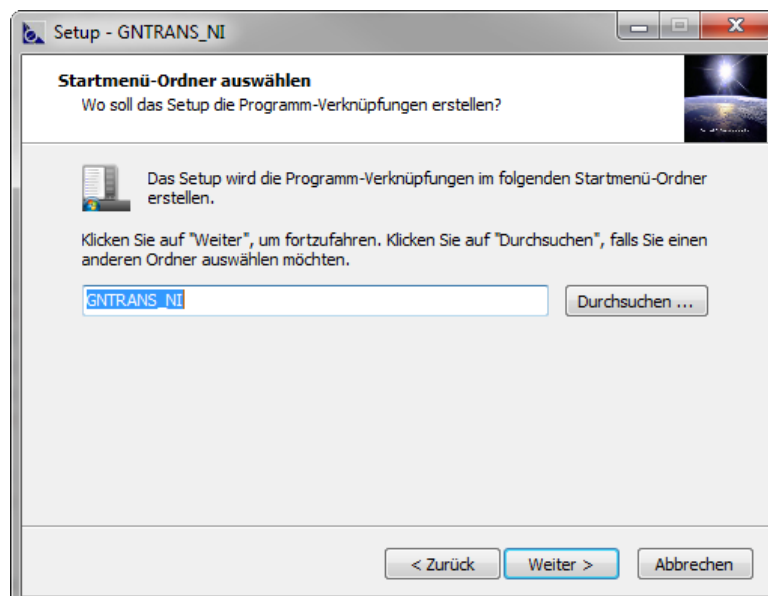 Setup - GNTRANS_NI
Startmenü-Ordner auswählen
Wo soll das Setup die Programm-Verknüpfungen erstellen?
Das Setup wird die Programm-Verknüpfungen im folgenden Startmenü-Ordner
erstellen.
Klicken Sie auf "Weiter", um fortzufahren. Klicken Sie auf "Durchsuchen", falls Sie einen
anderen Ordner auswählen möchten.
GNTRANS_NI
Durchsuchen ...
< Zurück
Weiter >
Abbrechen